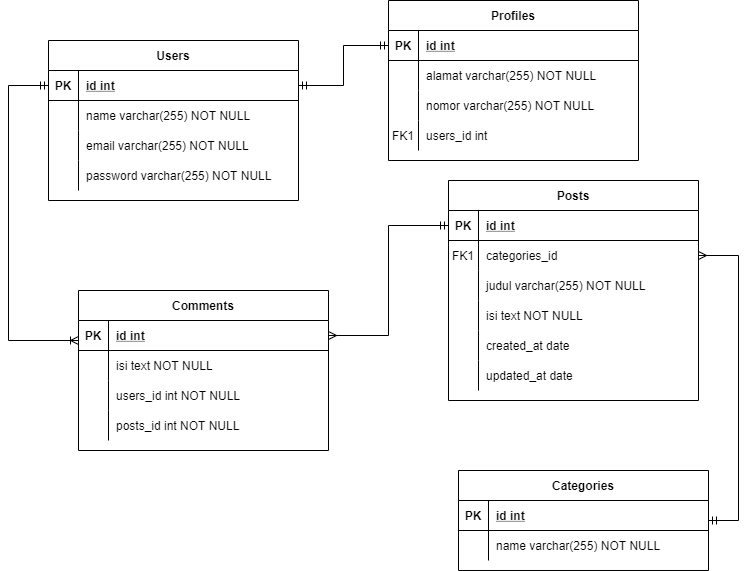 Users
PK id int
name varchar(255) NOT NULL
email varchar(255) NOT NULL
password varchar(255) NOT NULL
Profiles
PK id int
alamat varchar(255) NOT NULL
nomor varchar(255) NOT NULL
FK1 users_id int
Posts
PK id int
FK1 categories_id
judul varchar(255) NOT NULL
isi text NOT NULL
created_at date
updated_at date
Comments
PK id int
isi text NOT NULL
users_id int NOT NULL
posts_id int NOT NULL
Categories
PK id int
name varchar(255) NOT NULL